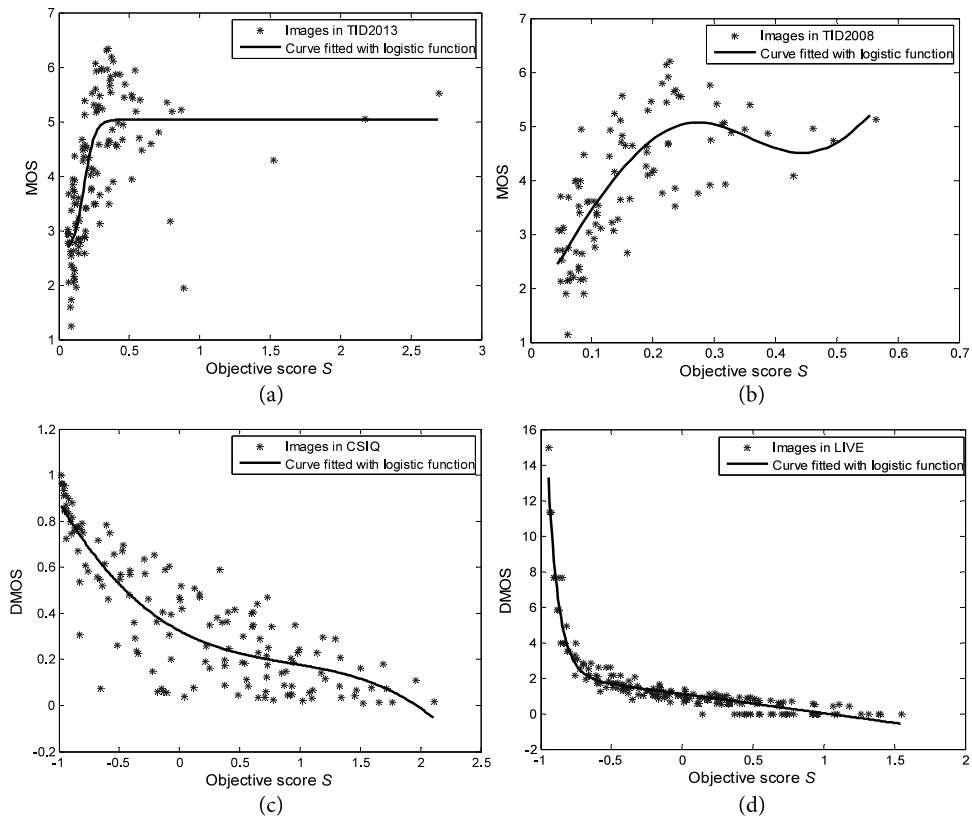 7
6
5
4
3
2
1
MOS
Images in TID2013
Curve fitted with logistic function
0 0.5 1 1.5 2 2.5 3
Objective score S
(a)
7
6
5
4
3
2
1
MOS
Images in TID2008
Curve fitted with logistic function
0 0.1 0.2 0.3 0.4 0.5 0.6 0.7
Objective score S
(b)
1.2
1
0.8
0.6
0.4
0.2
0
-0.2
DMOS
Images in CSIQ
Curve fitted with logistic function
-1 -0.5 0 0.5 1 1.5 2 2.5
Objective score S
(c)
16
14
12
10
8
6
4
2
0
-2
DMOS
Images in LIVE
Curve fitted with logistic function
-1 -0.5 0 0.5 1 1.5 2
Objective score S
(d)